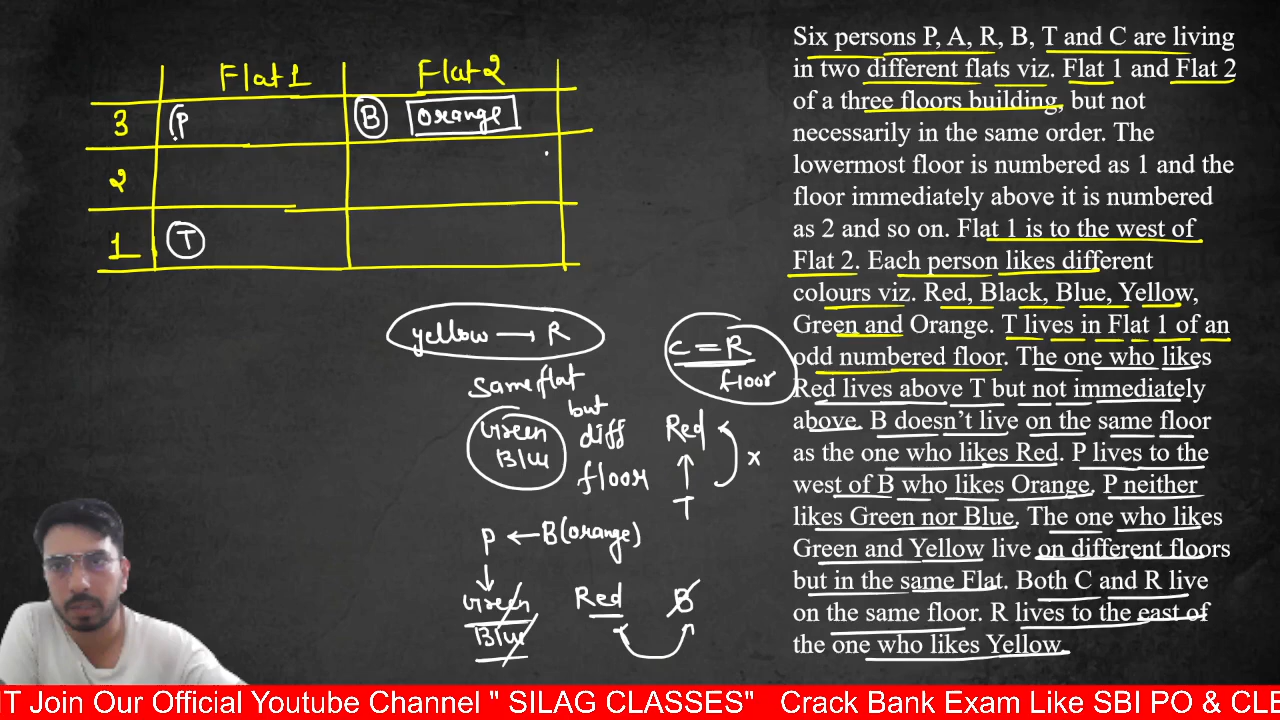 Flat 1 Flat 2
3 (P B orange
2
1 T
yellow → R
Same flat
but
diff
floor
Green
Blue
C = R
floor
Red
↑
T
x
P ← B(orange)
↓
Green
Blue
Red B
Six persons P, A, R, B, T and C are living
in two different flats viz. Flat 1 and Flat 2
of a three floors building, but not
necessarily in the same order. The
lowermost floor is numbered as 1 and the
floor immediately above it is numbered
as 2 and so on. Flat 1 is to the west of
Flat 2. Each person likes different
colours viz. Red, Black, Blue, Yellow,
Green and Orange. T lives in Flat 1 of an
odd numbered floor. The one who likes
Red lives above T but not immediately
above. B doesn't live on the same floor
as the one who likes Red. P lives to the
west of B who likes Orange. P neither
likes Green nor Blue. The one who likes
Green and Yellow live on different floors
but in the same Flat. Both C and R live
on the same floor. R lives to the east of
the one who likes Yellow.
IT Join Our Official Youtube Channel " SILAG CLASSES" Crack Bank Exam Like SBI PO & CLE